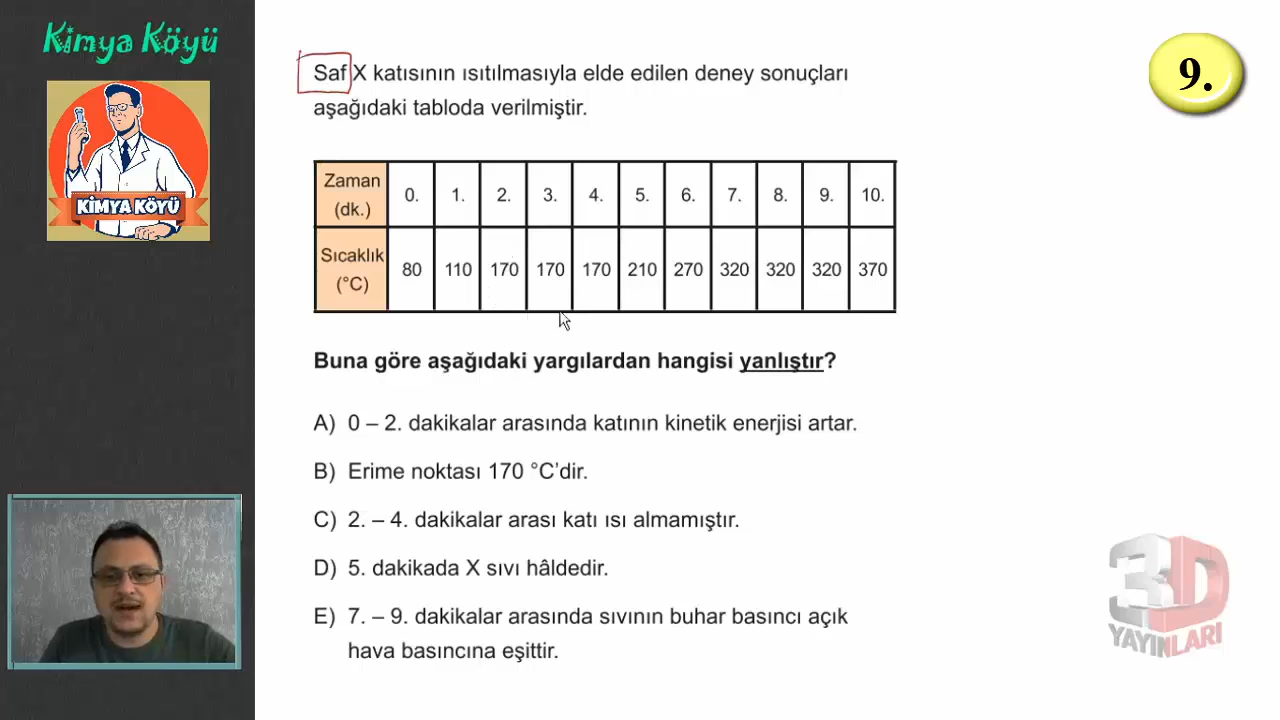 Kimya Köyü
KİMYA KÖYÜ
9.
Saf X katısının ısıtılmasıyla elde edilen deney sonuçları
aşağıdaki tabloda verilmiştir.
Zaman (dk.) 0. 1. 2. 3. 4. 5. 6. 7. 8. 9. 10.
Sıcaklık (°C) 80 110 170 170 170 210 270 320 320 320 370
Buna göre aşağıdaki yargılardan hangisi yanlıştır?
A) 0 – 2. dakikalar arasında katının kinetik enerjisi artar.
B) Erime noktası 170 °C’dir.
C) 2. – 4. dakikalar arası katı ısı almamıştır.
D) 5. dakikada X sıvı hâldedir.
E) 7. – 9. dakikalar arasında sıvının buhar basıncı açık
hava basıncına eşittir.
3D
YAYINLARI